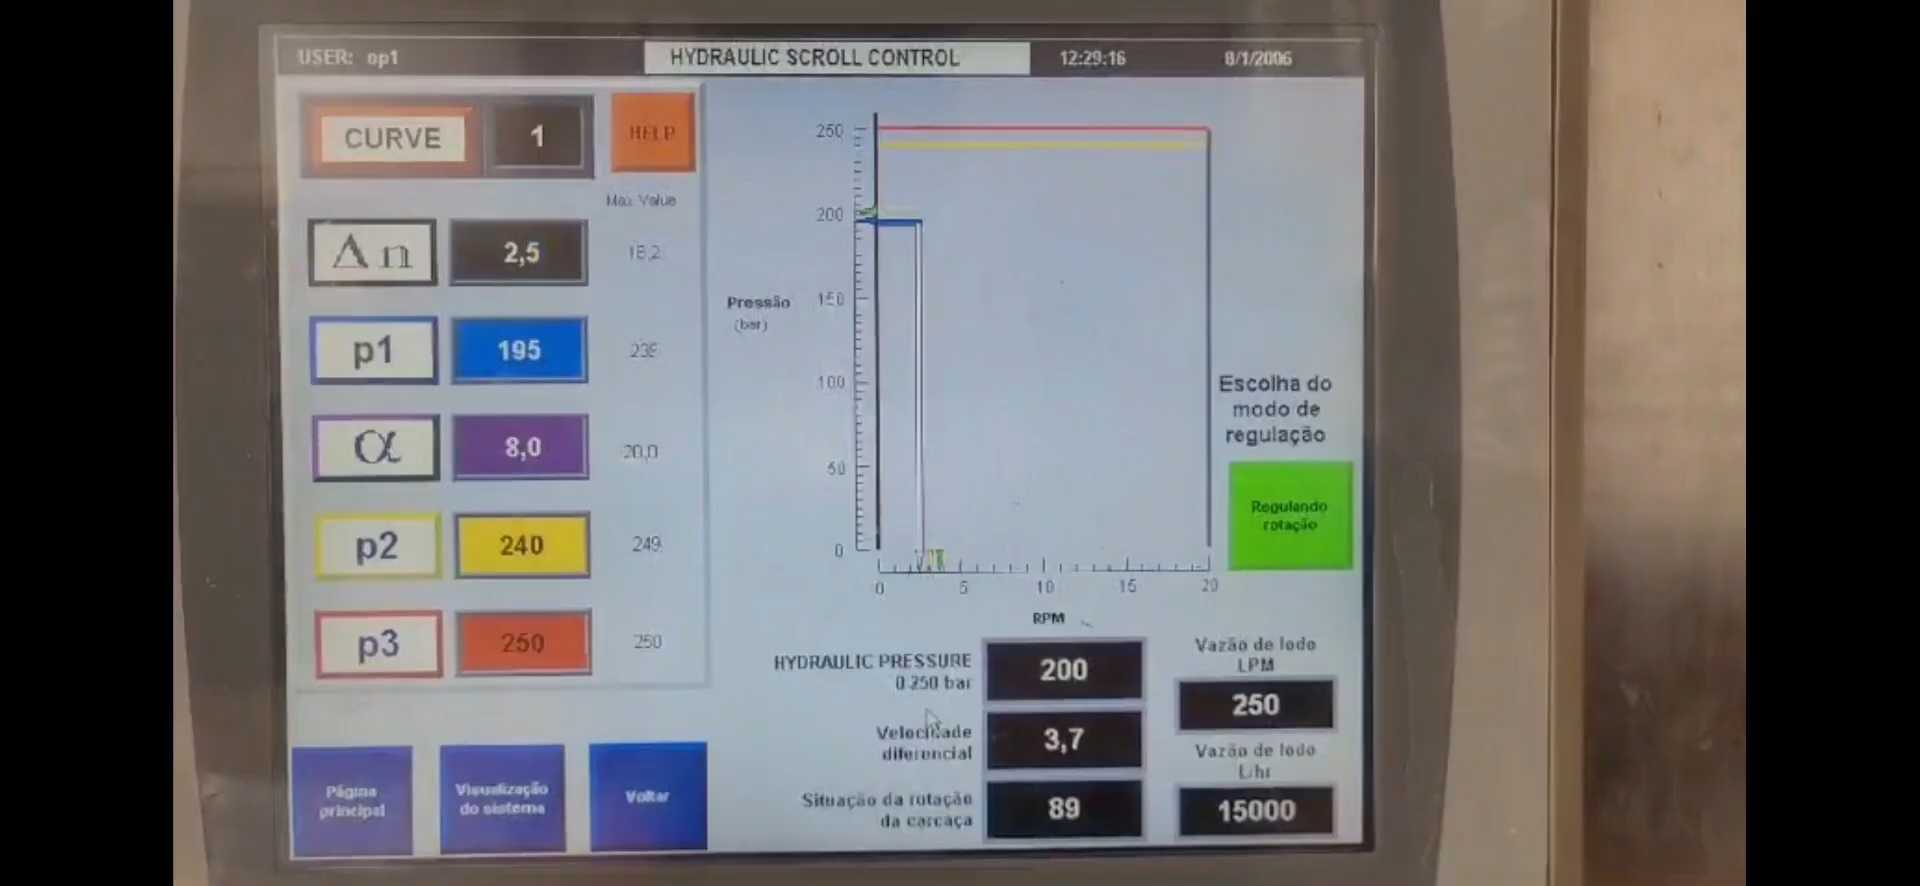 USER: op1
HYDRAULIC SCROLL CONTROL
12:29:16
8/1/2006
CURVE 1
HELP
Max Value
Δn 2,5 18,2
p1 195
α 8,0 20,0
p2 240 249
p3 250 250
Página
principal
Visualização
do sistema
Voltar
250
200
150
100
50
0
Pressão
(bar)
0 5 10 15 20
RPM
Escolha do
modo de
regulação
Regulando
rotação
HYDRAULIC PRESSURE
0 250 bar
200
Velocidade
diferencial
3,7
Situação da rotação
da carcaça
89
Vazão de lodo
LPM
250
Vazão de lodo
L/hr
15000